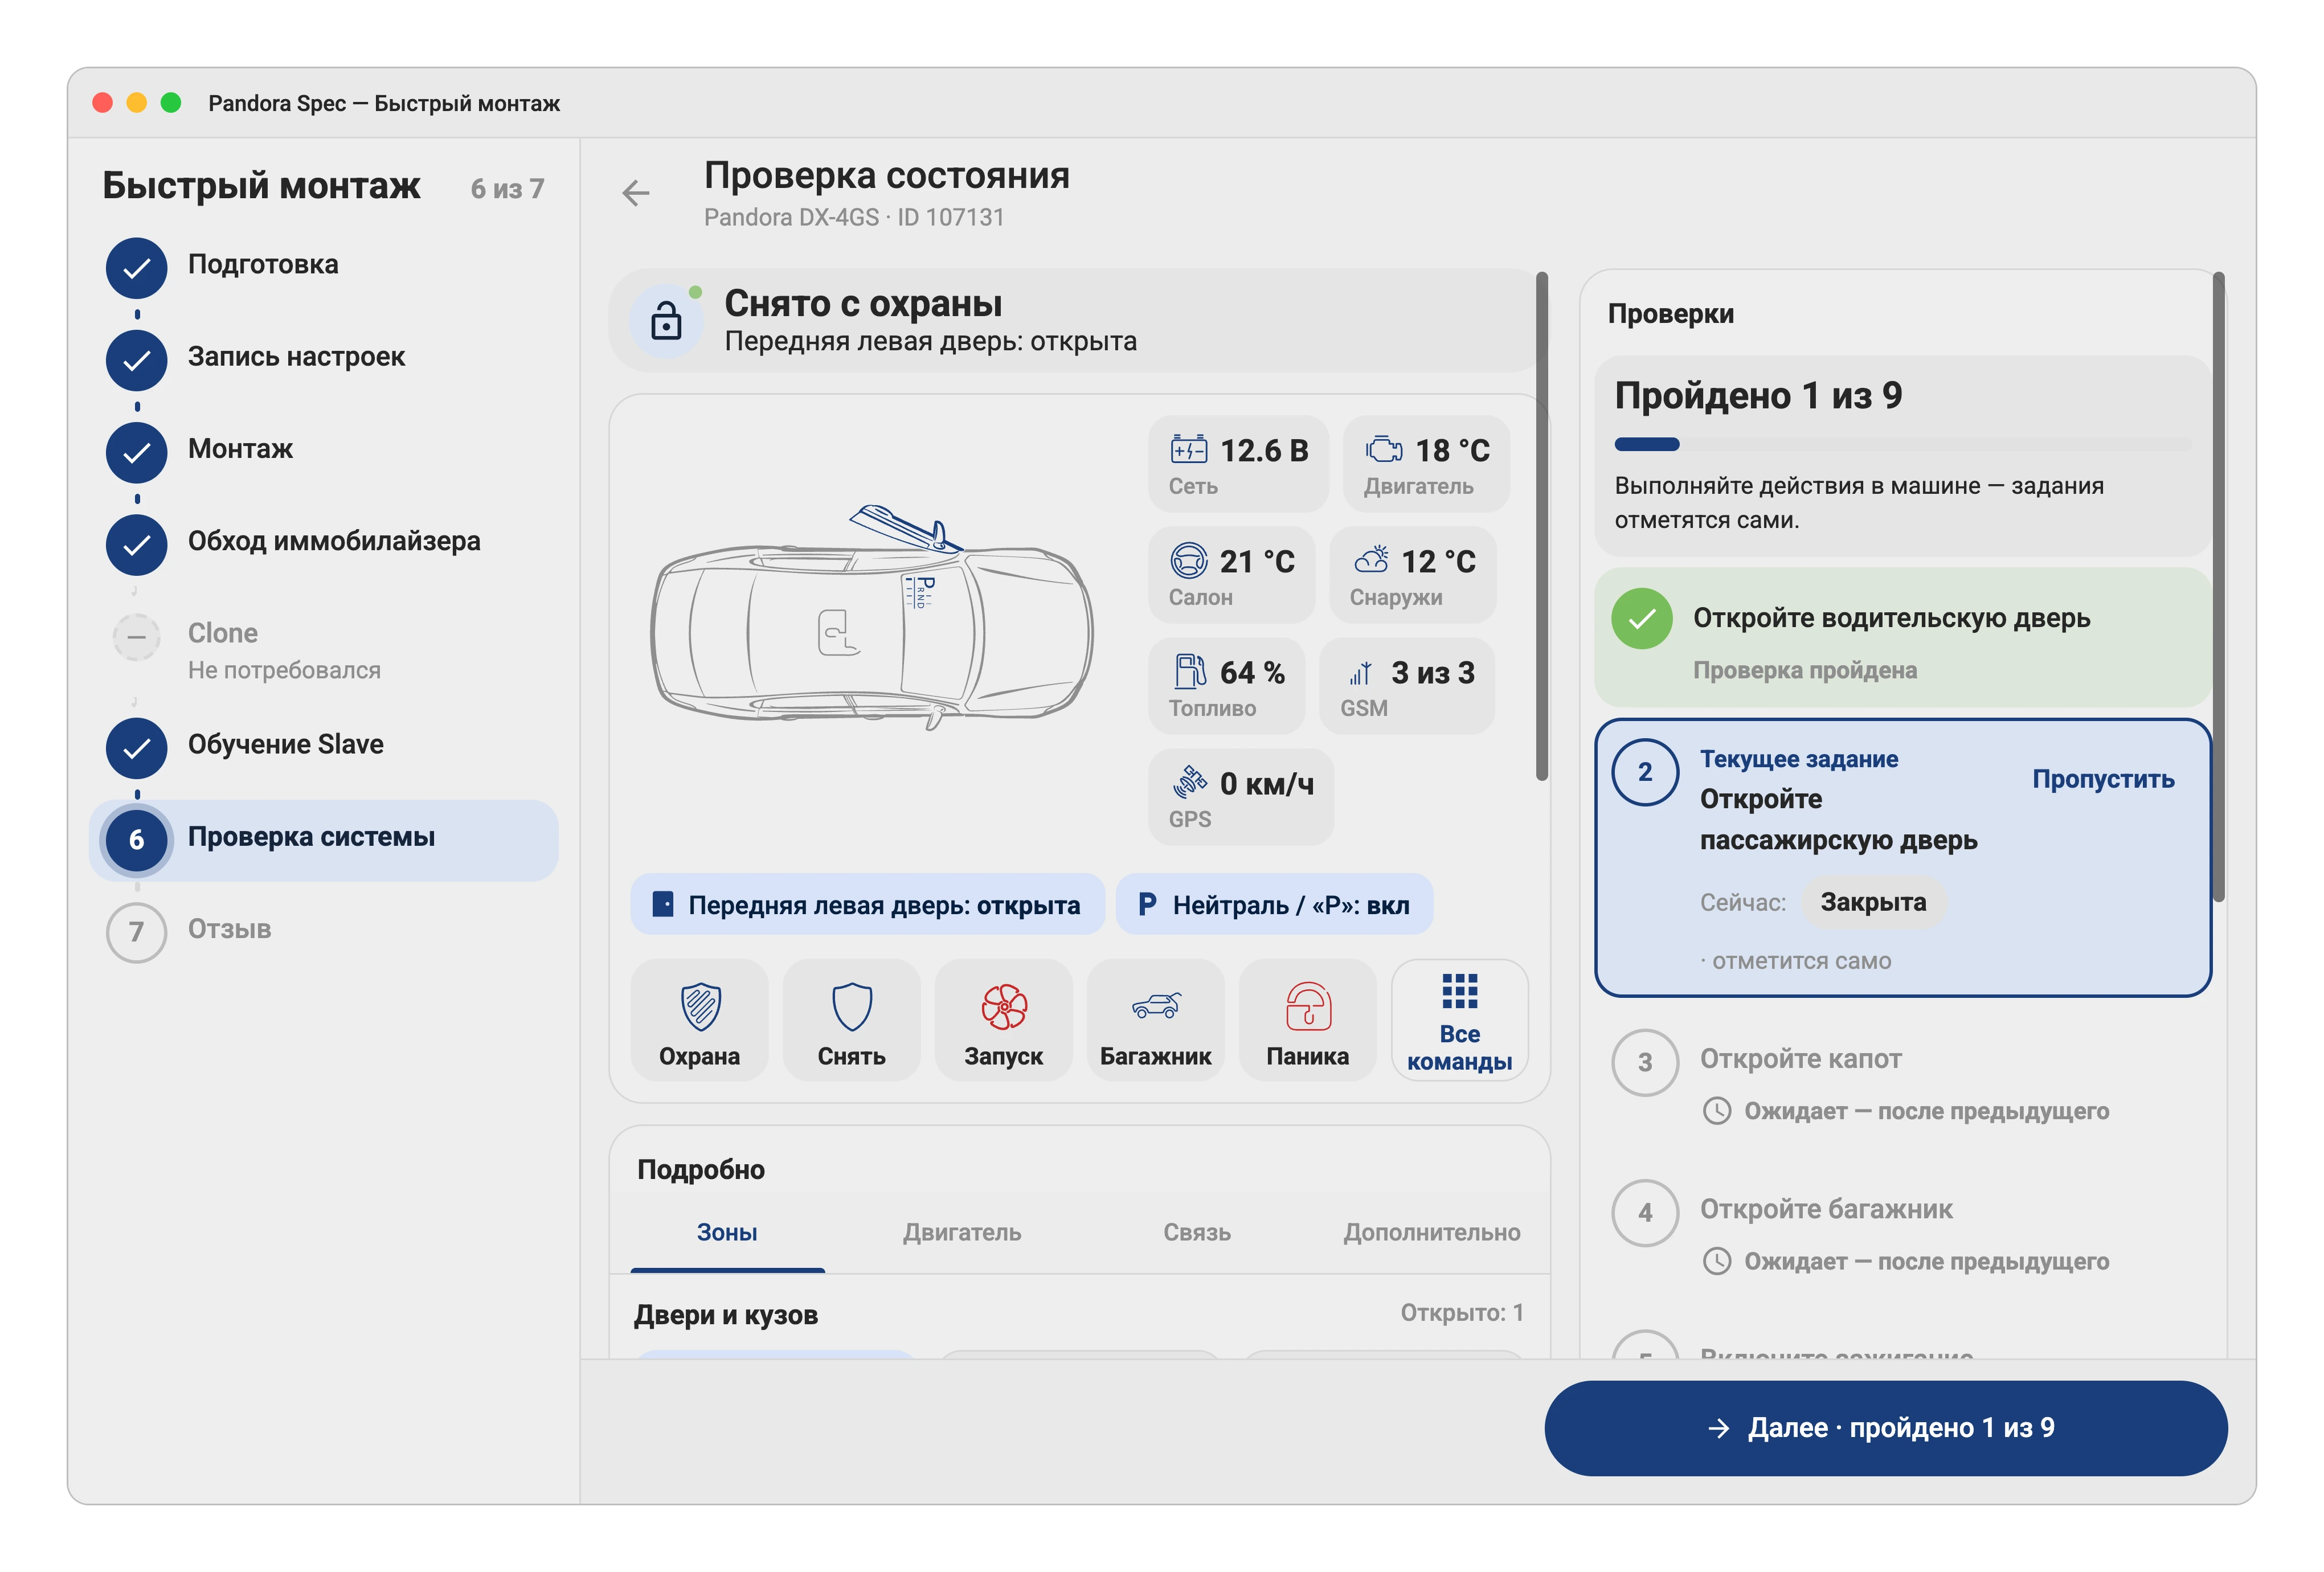 Pandora Spec — Быстрый монтаж
Быстрый монтаж
6 из 7
Подготовка
Запись настроек
Монтаж
Обход иммобилайзера
Clone
Не потребовался
Обучение Slave
6
Проверка системы
7
Отзыв
Проверка состояния
Pandora DX-4GS · ID 107131
Снято с охраны
Передняя левая дверь: открыта
12.6 В
Сеть
18 °C
Двигатель
21 °C
Салон
12 °C
Снаружи
64 %
Топливо
3 из 3
GSM
0 км/ч
GPS
P
RND
Передняя левая дверь: открыта
P Нейтраль / «P»: вкл
Охрана
Снять
Запуск
Багажник
Паника
Все
команды
Подробно
Зоны
Двигатель
Связь
Дополнительно
Двери и кузов
Открыто: 1
Проверки
Пройдено 1 из 9
Выполняйте действия в машине — задания
отметятся сами.
Откройте водительскую дверь
Проверка пройдена
2
Текущее задание
Откройте
пассажирскую дверь
Пропустить
Сейчас: Закрыта
· отметится само
3
Откройте капот
Ожидает — после предыдущего
4
Откройте багажник
Ожидает — после предыдущего
5
Включите зажигание
Далее · пройдено 1 из 9